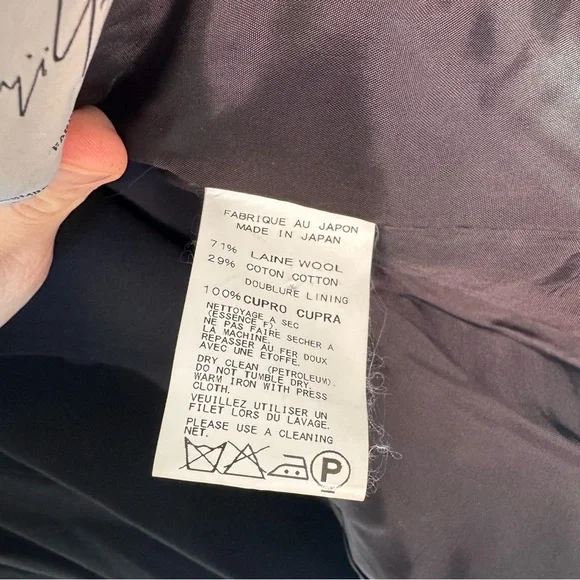 FABRIQUE AU JAPON
MADE IN JAPAN
71% LAINE WOOL
29% COTON COTTON
DOUBLURE LINING
100% CUPRO CUPRA
NETTOYAGE A SEC
(ESSENCE F).
NE PAS FAIRE SECHER A
LA MACHINE.
REPASSER AU FER DOUX
AVEC UNE ETOFFE.
DRY CLEAN (PETROLEUM).
DO NOT TUMBLE DRY.
WARM IRON WITH PRESS
CLOTH.
VEUILLEZ UTILISER UN
FILET LORS DU LAVAGE.
PLEASE USE A CLEANING
NET.
P